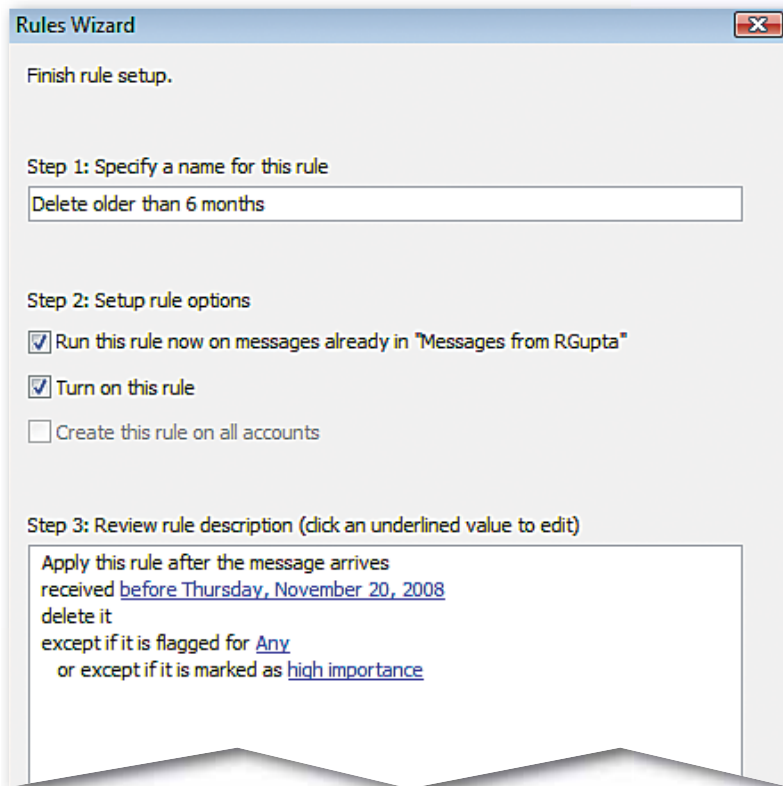 Rules Wizard
Finish rule setup.
Step 1: Specify a name for this rule
Delete older than 6 months
Step 2: Setup rule options
Run this rule now on messages already in "Messages from RGupta"
Turn on this rule
Create this rule on all accounts
Step 3: Review rule description (click an underlined value to edit)
Apply this rule after the message arrives
received before Thursday, November 20, 2008
delete it
except if it is flagged for Any
or except if it is marked as high importance